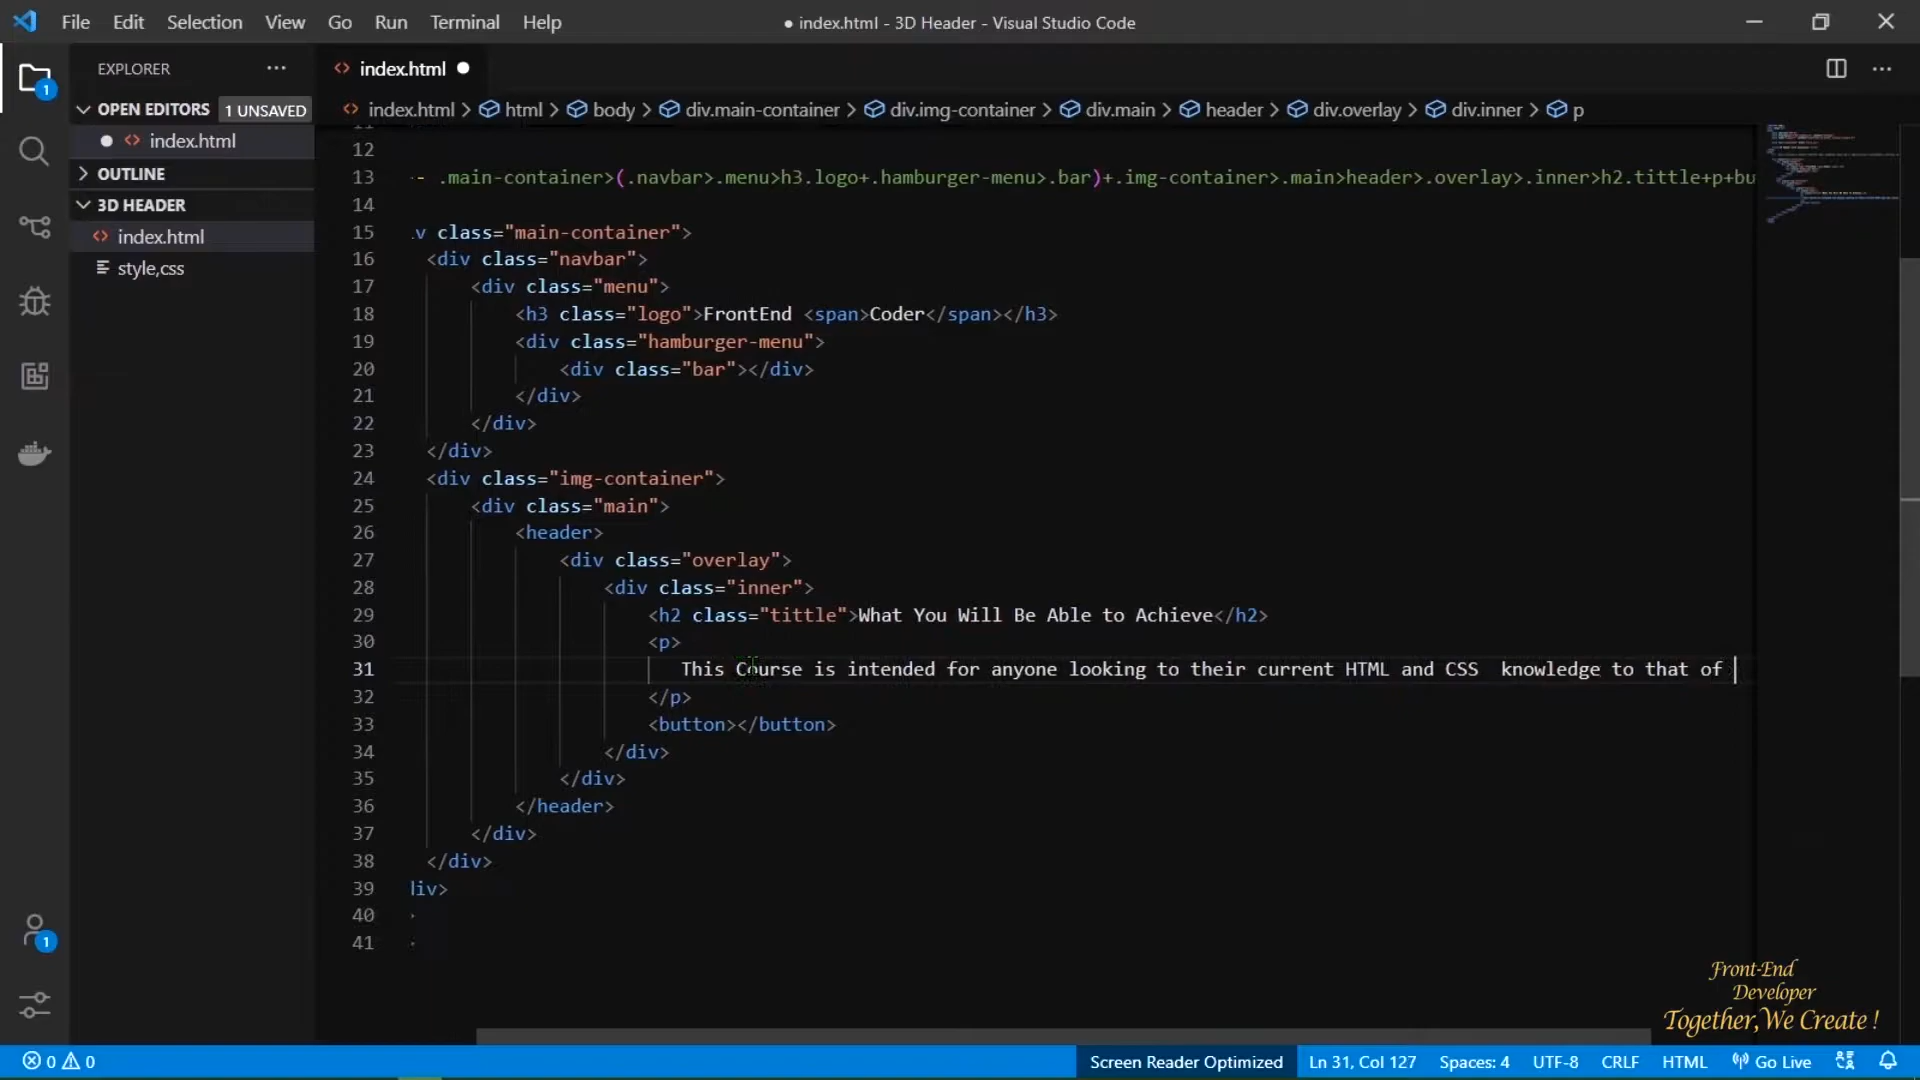 File Edit Selection View Go Run Terminal Help
● index.html - 3D Header - Visual Studio Code
EXPLORER
OPEN EDITORS 1 UNSAVED
index.html
OUTLINE
3D HEADER
index.html
style,css
1
1
index.html
index.html > html > body > div.main-container > div.img-container > div.main > header > div.overlay > div.inner > p
12
13 - .main-container>(.navbar>.menu>h3.logo+.hamburger-menu>.bar)+.img-container>.main>header>.overlay>.inner>h2.tittle+p+bu
14
15 v class="main-container">
16 <div class="navbar">
17 <div class="menu">
18 <h3 class="logo">FrontEnd <span>Coder</span></h3>
19 <div class="hamburger-menu">
20 <div class="bar"></div>
21 </div>
22 </div>
23 </div>
24 <div class="img-container">
25 <div class="main">
26 <header>
27 <div class="overlay">
28 <div class="inner">
29 <h2 class="tittle">What You Will Be Able to Achieve</h2>
30 <p>
31 This Course is intended for anyone looking to their current HTML and CSS  knowledge to that of
32 </p>
33 <button></button>
34 </div>
35 </div>
36 </header>
37 </div>
38 </div>
39 div>
40
41
Front-End
Developer
Together,We Create !
0 0
Screen Reader Optimized Ln 31, Col 127 Spaces: 4 UTF-8 CRLF HTML Go Live